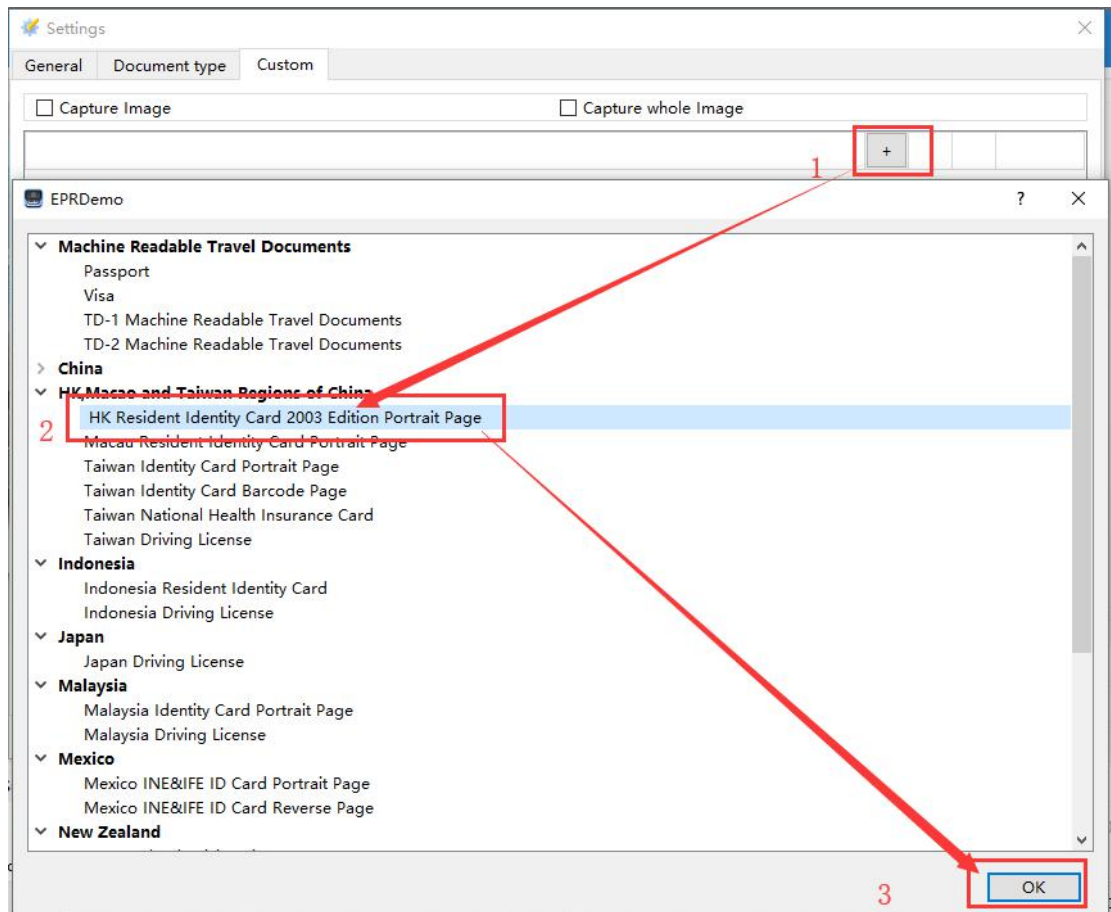 Settings
General Document type Custom
Capture Image Capture whole Image
+
1
EPRDemo ?
Machine Readable Travel Documents
Passport
Visa
TD-1 Machine Readable Travel Documents
TD-2 Machine Readable Travel Documents
China
HK,Macao and Taiwan Regions of China
HK Resident Identity Card 2003 Edition Portrait Page
2
Macau Resident Identity Card Portrait Page
Taiwan Identity Card Portrait Page
Taiwan Identity Card Barcode Page
Taiwan National Health Insurance Card
Taiwan Driving License
Indonesia
Indonesia Resident Identity Card
Indonesia Driving License
Japan
Japan Driving License
Malaysia
Malaysia Identity Card Portrait Page
Malaysia Driving License
Mexico
Mexico INE&IFE ID Card Portrait Page
Mexico INE&IFE ID Card Reverse Page
New Zealand
OK
3